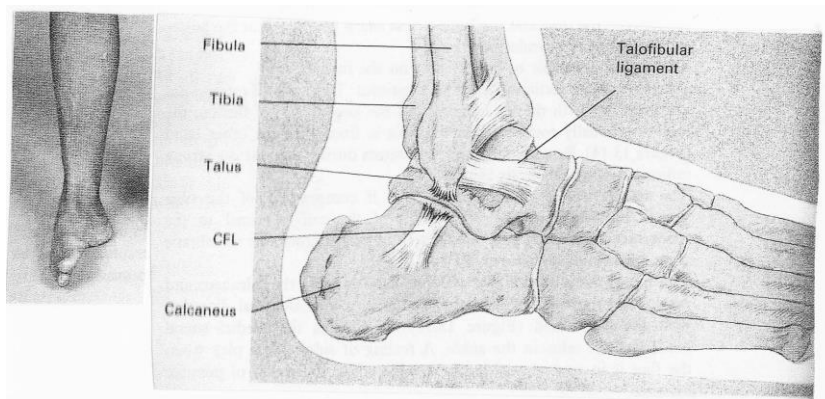 Fibula
Tibia
Talus
CFL
Calcaneus
Talofibular
ligament